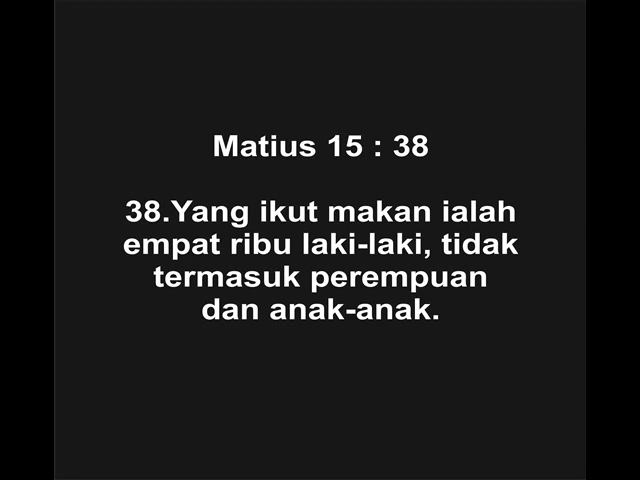 Matius 15 : 38
38.Yang ikut makan ialah
empat ribu laki-laki, tidak
termasuk perempuan
dan anak-anak.